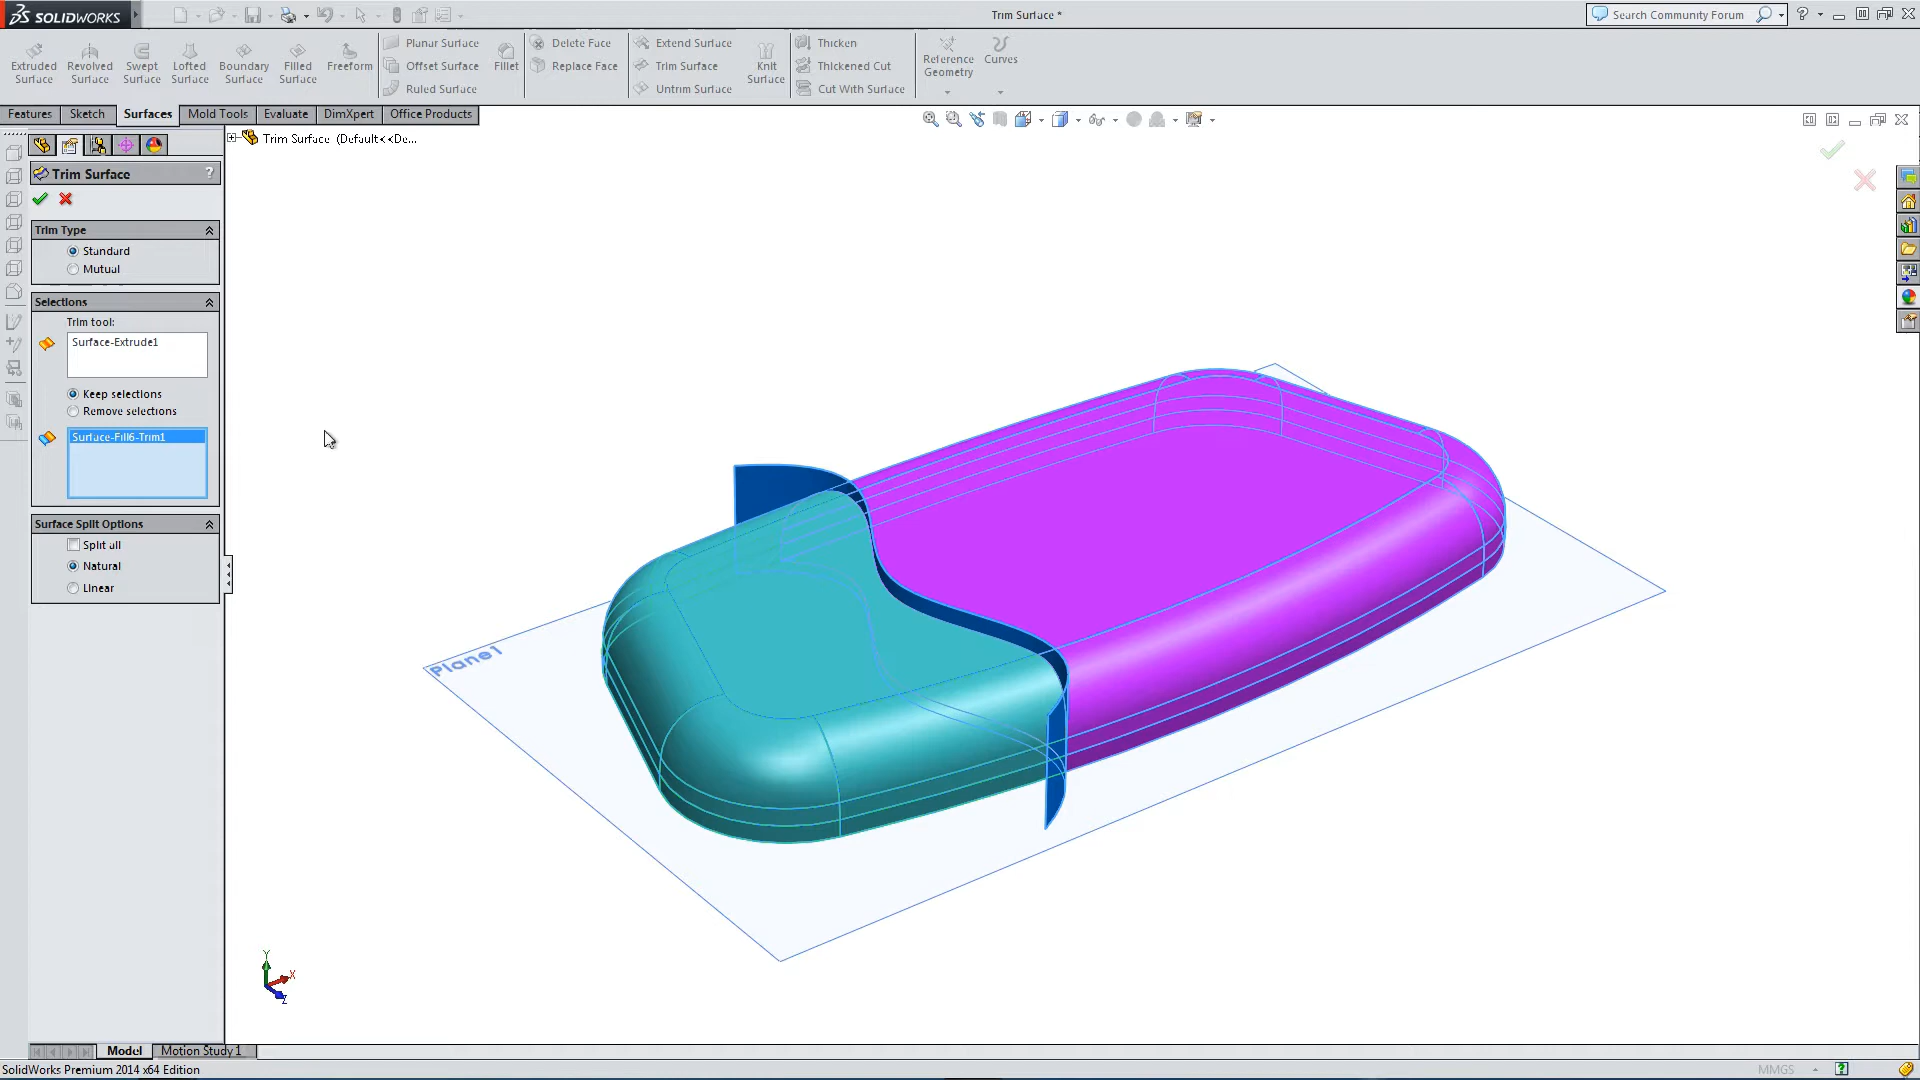 SOLIDWORKS
Trim Surface *
Search Community Forum
Extruded Surface
Revolved Surface
Swept Surface
Lofted Surface
Boundary Surface
Filled Surface
Freeform
Planar Surface
Offset Surface
Ruled Surface
Fillet
Delete Face
Replace Face
Extend Surface
Trim Surface
Untrim Surface
Knit Surface
Thicken
Thickened Cut
Cut With Surface
Reference Geometry
Curves
Features
Sketch
Surfaces
Mold Tools
Evaluate
DimXpert
Office Products
Trim Surface (Default<<De...
Trim Surface
?
Trim Type
Standard
Mutual
Selections
Trim tool:
Surface-Extrude1
Keep selections
Remove selections
Surface-Fill6-Trim1
Surface Split Options
Split all
Natural
Linear
Plane1
Y
X
Z
Model
Motion Study 1
SolidWorks Premium 2014 x64 Edition
MMGS